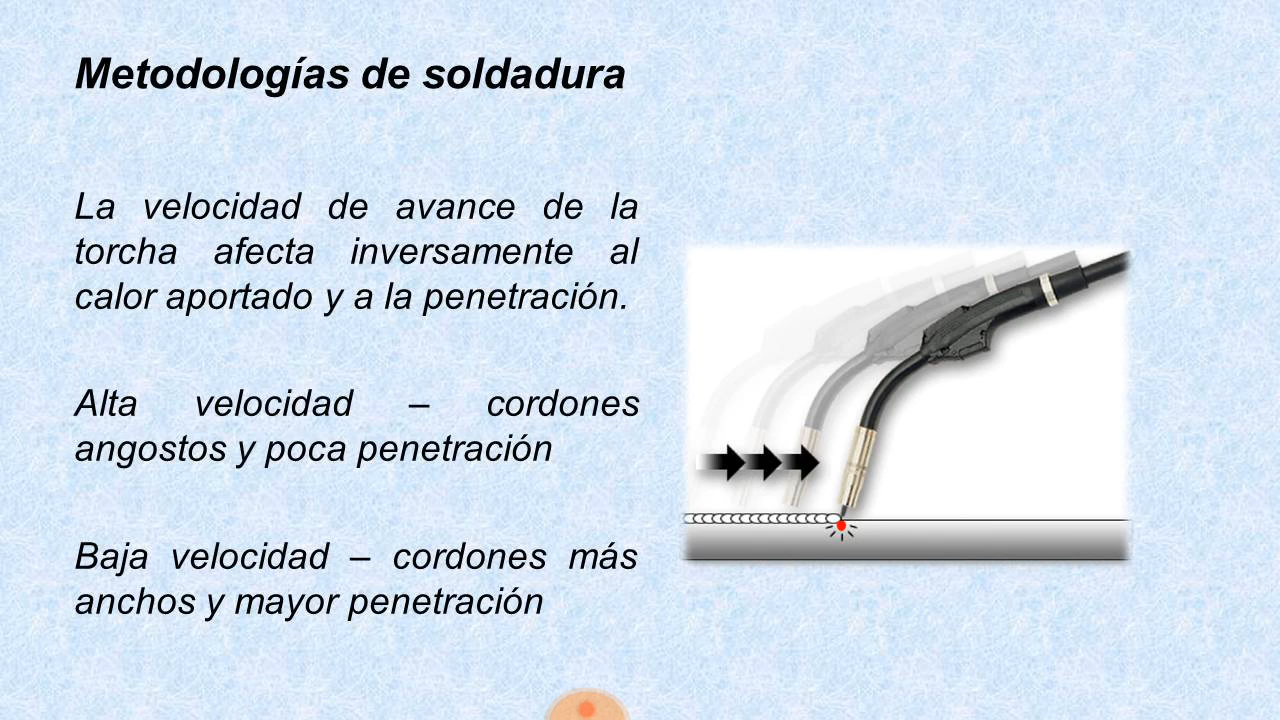 Metodologías de soldadura
La velocidad de avance de la
torcha afecta inversamente al
calor aportado y a la penetración.
Alta velocidad – cordones
angostos y poca penetración
Baja velocidad – cordones más
anchos y mayor penetración